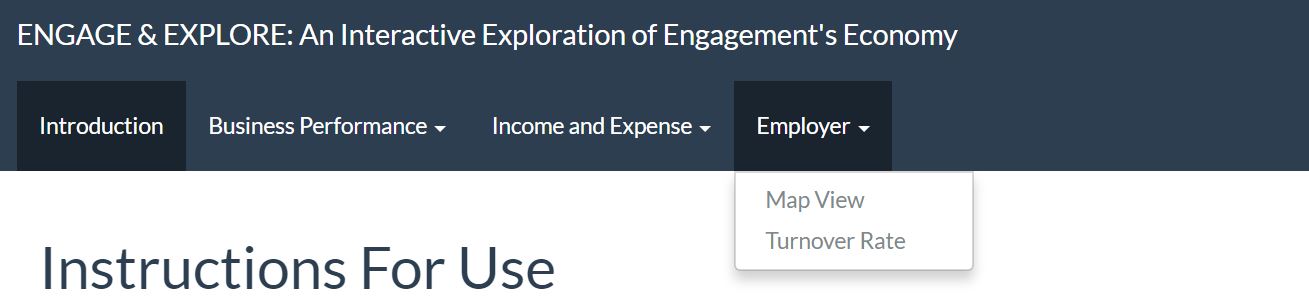 ENGAGE & EXPLORE: An Interactive Exploration of Engagement's Economy
Introduction Business Performance Income and Expense Employer
Map View
Turnover Rate
Instructions For Use